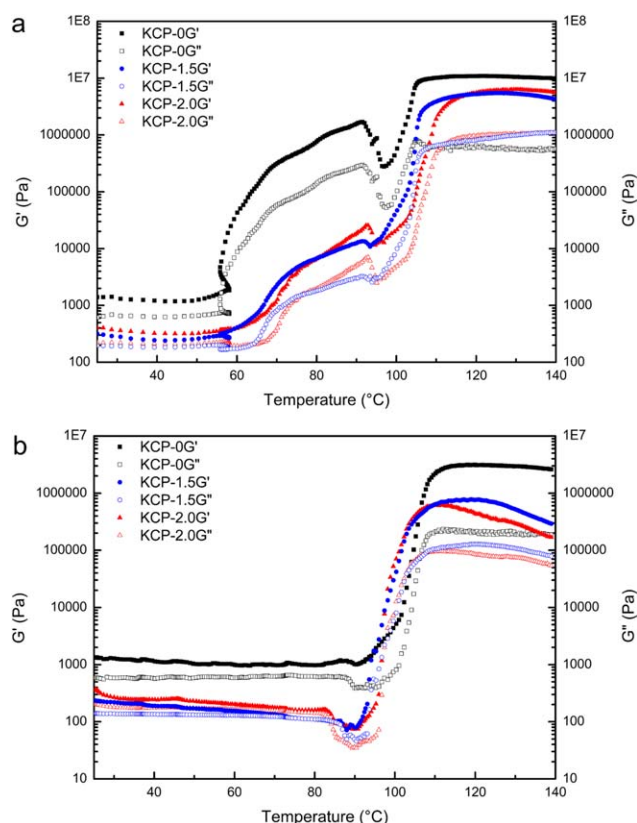 a
1E8
1E7
1000000
100000
10000
1000
100
G' (Pa)
KCP-0G'
KCP-0G"
KCP-1.5G'
KCP-1.5G"
KCP-2.0G'
KCP-2.0G"
1E8
1E7
1000000
100000
10000
1000
100
G" (Pa)
40 60 80 100 120 140
Temperature (°C)
b
1E7
1000000
100000
10000
1000
100
10
G' (Pa)
KCP-0G'
KCP-0G"
KCP-1.5G'
KCP-1.5G"
KCP-2.0G'
KCP-2.0G"
1E7
1000000
100000
10000
1000
100
10
G" (Pa)
40 60 80 100 120 140
Temperature (°C)